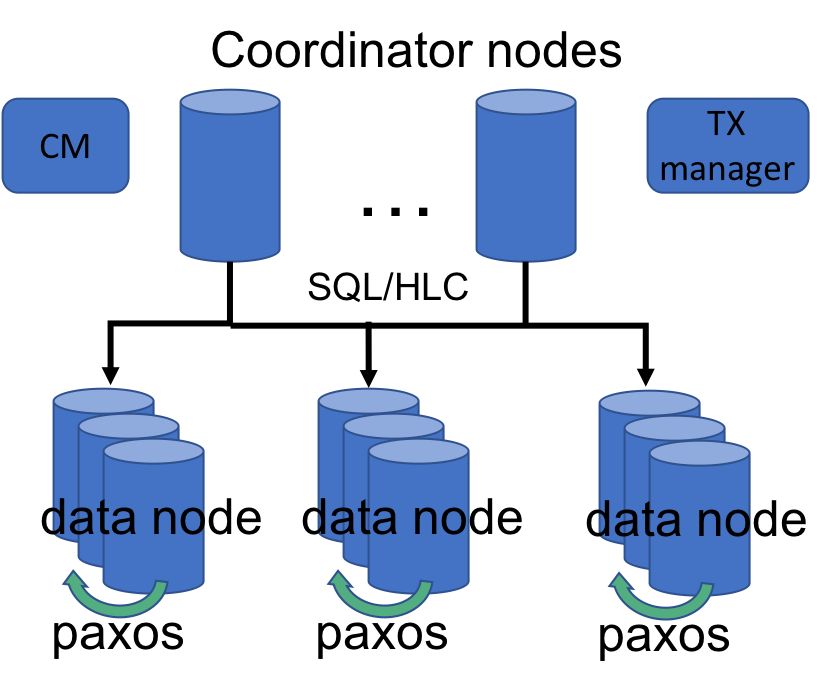 Coordinator nodes
CM
TX
manager
...
SQL/HLC
data node
data node
data node
paxos
paxos
paxos